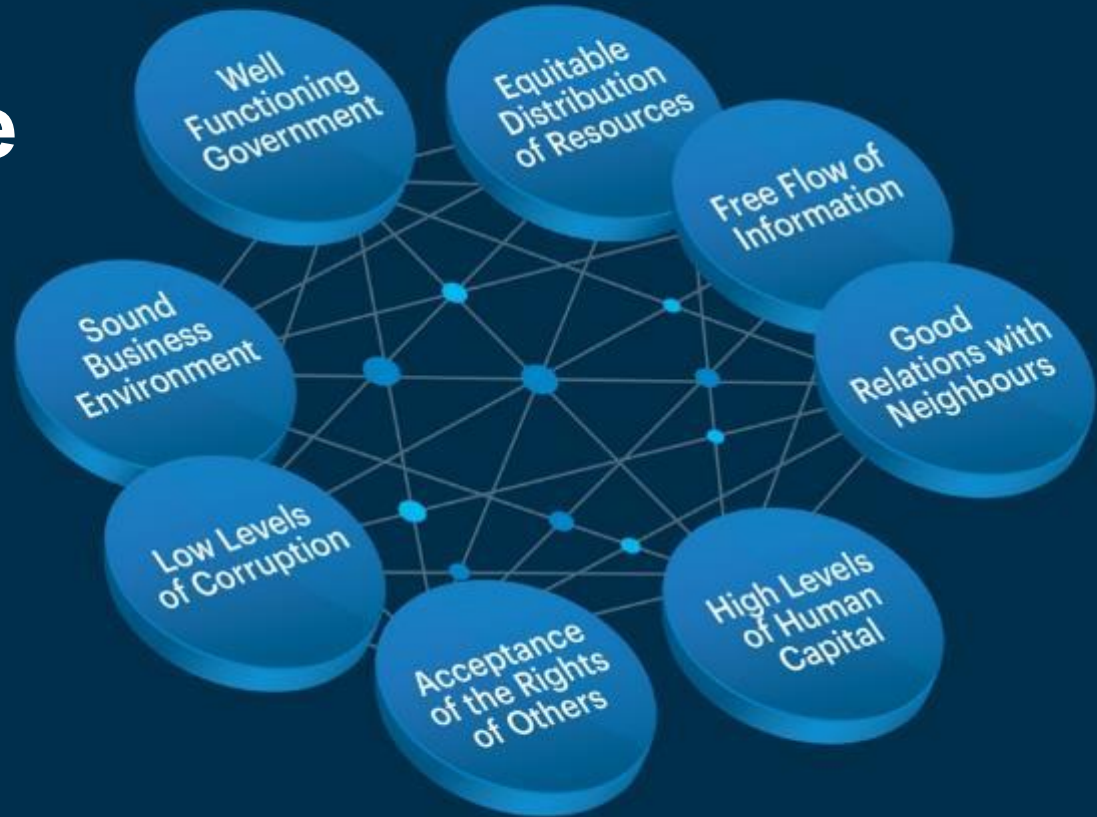 e
Well
Functioning
Government
Equitable
Distribution
of Resources
Free Flow of
Information
Good
Relations with
Neighbours
High Levels
of Human
Capital
Acceptance
of the Rights
of Others
Low Levels
of Corruption
Sound
Business
Environment